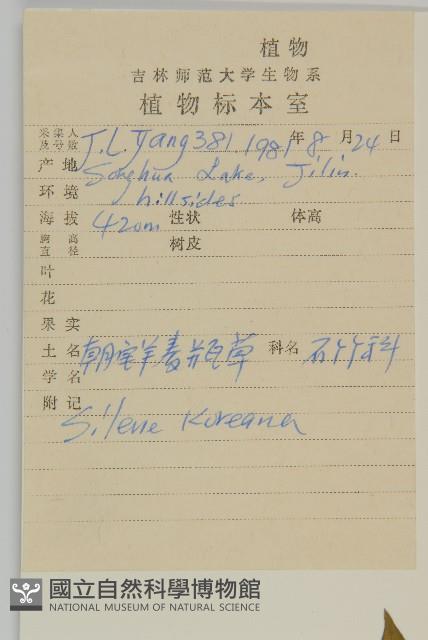 植物
吉林师范大学生物系
植物标本室
采集人及号数 J.L. Yang 381 1981 年 8 月 24 日
产地 Songhua Lake, Jilin.
环境 hillsides
海拔 420m 性状 体高
胸高直径 树皮
叶
花
果实
土名 朝鲜麦瓶草 科名 石竹科
学名
附记 Silene Koreana
國立自然科學博物館
NATIONAL MUSEUM OF NATURAL SCIENCE